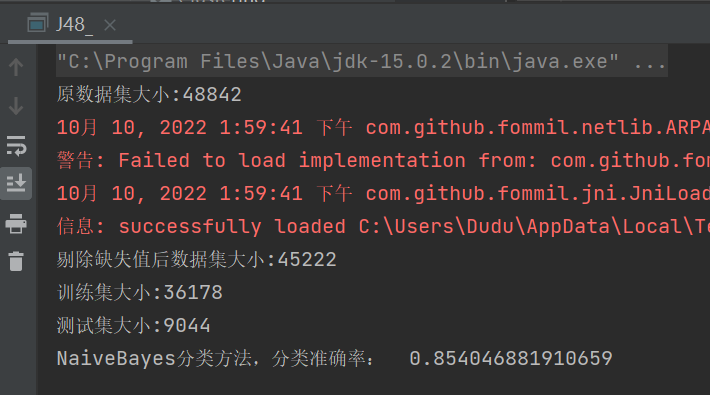 J48_
"C:\Program Files\Java\jdk-15.0.2\bin\java.exe" ...
原数据集大小:48842
10月 10, 2022 1:59:41 下午 com.github.fommil.netlib.ARPA
警告: Failed to load implementation from: com.github.fom
10月 10, 2022 1:59:41 下午 com.github.fommil.jni.JniLoad
信息: successfully loaded C:\Users\Dudu\AppData\Local\Te
剔除缺失值后数据集大小:45222
训练集大小:36178
测试集大小:9044
NaiveBayes分类方法，分类准确率： 0.854046881910659